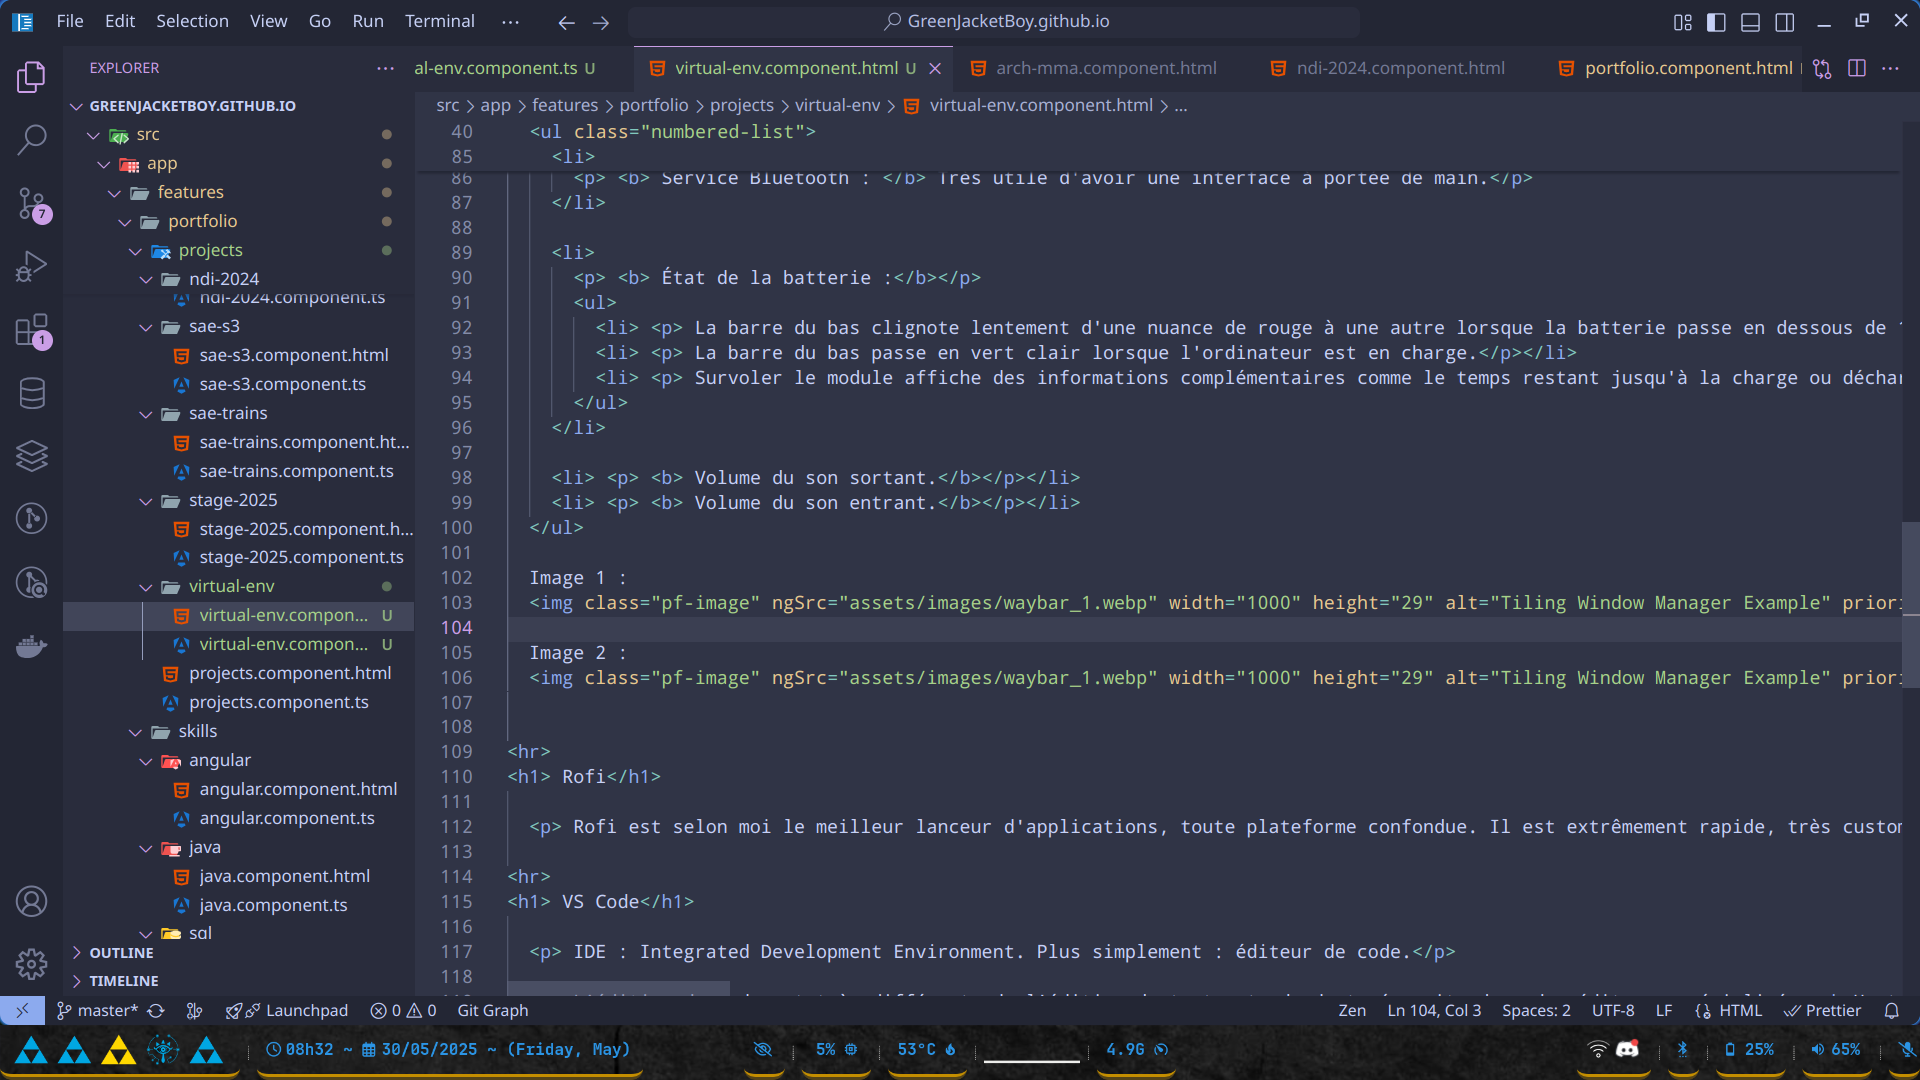 File Edit Selection View Go Run Terminal ... GreenJacketBoy.github.io
EXPLORER ...
al-env.component.ts U virtual-env.component.html U arch-mma.component.html ndi-2024.component.html portfolio.component.html ...
src > app > features > portfolio > projects > virtual-env > virtual-env.component.html > ...
GREENJACKETBOY.GITHUB.IO
src
app
features
portfolio
projects
ndi-2024
ndi-2024.component.ts
sae-s3
sae-s3.component.html
sae-s3.component.ts
sae-trains
sae-trains.component.ht...
sae-trains.component.ts
stage-2025
stage-2025.component.h...
stage-2025.component.ts
virtual-env
virtual-env.compon... U
virtual-env.compon... U
projects.component.html
projects.component.ts
skills
angular
angular.component.html
angular.component.ts
java
java.component.html
java.component.ts
sql
OUTLINE
TIMELINE
40 <ul class="numbered-list">
85 <li>
86 <p> <b> Service Bluetooth : </b> Très utile d'avoir une interface à portée de main.</p>
87 </li>
88
89 <li>
90 <p> <b> État de la batterie :</b></p>
91 <ul>
92 <li> <p> La barre du bas clignote lentement d'une nuance de rouge à une autre lorsque la batterie passe en dessous de
93 <li> <p> La barre du bas passe en vert clair lorsque l'ordinateur est en charge.</p></li>
94 <li> <p> Survoler le module affiche des informations complémentaires comme le temps restant jusqu'à la charge ou déchar
95 </ul>
96 </li>
97
98 <li> <p> <b> Volume du son sortant.</b></p></li>
99 <li> <p> <b> Volume du son entrant.</b></p></li>
100 </ul>
101
102 Image 1 :
103 <img class="pf-image" ngSrc="assets/images/waybar_1.webp" width="1000" height="29" alt="Tiling Window Manager Example" priori
104
105 Image 2 :
106 <img class="pf-image" ngSrc="assets/images/waybar_1.webp" width="1000" height="29" alt="Tiling Window Manager Example" priori
107
108
109 <hr>
110 <h1> Rofi</h1>
111
112 <p> Rofi est selon moi le meilleur lanceur d'applications, toute plateforme confondue. Il est extrêmement rapide, très custom
113
114 <hr>
115 <h1> VS Code</h1>
116
117 <p> IDE : Integrated Development Environment. Plus simplement : éditeur de code.</p>
118
7
1
master* Launchpad 0 0 Git Graph Zen Ln 104, Col 3 Spaces: 2 UTF-8 LF HTML Prettier
08h32 ~ 30/05/2025 ~ (Friday, May) 5% 53°C 4.9G 25% 65%